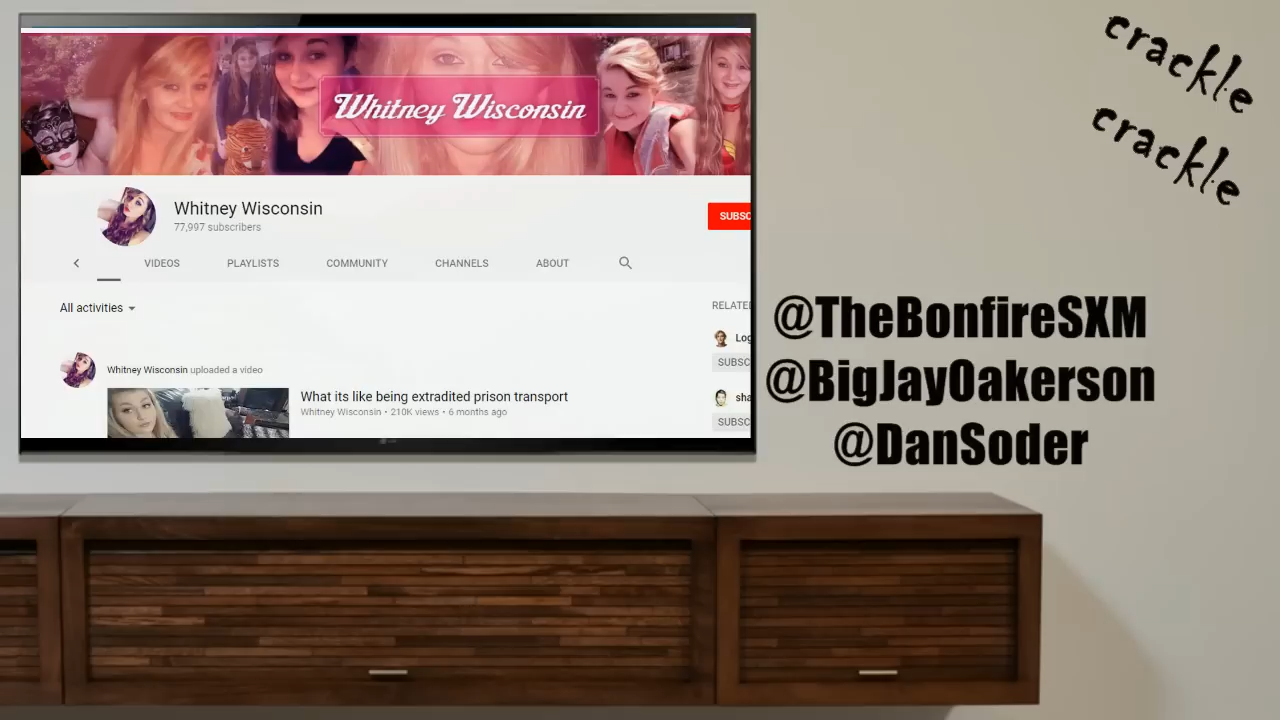 Whitney Wisconsin
Whitney Wisconsin
77,997 subscribers
SUBSC
VIDEOS PLAYLISTS COMMUNITY CHANNELS ABOUT
All activities
RELATE
Log
SUBSC
sha
SUBSC
Whitney Wisconsin uploaded a video
What its like being extradited prison transport
Whitney Wisconsin • 210K views • 6 months ago
crackle
crackle
@TheBonfireSXM
@BigJayOakerson
@DanSoder